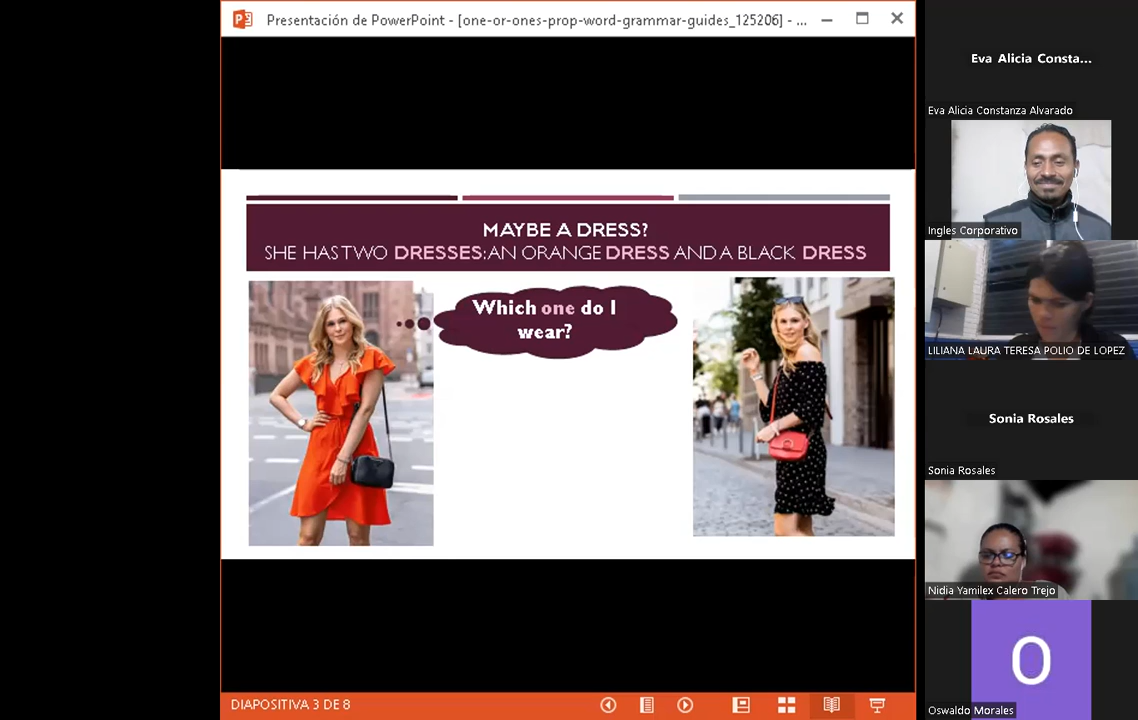 Presentación de PowerPoint - [one-or-ones-prop-word-grammar-guides_125206] - ...
MAYBE A DRESS?
SHE HAS TWO DRESSES: AN ORANGE DRESS AND A BLACK DRESS
Which one do I
wear?
DIAPOSITIVA 3 DE 8
Eva Alicia Consta...
Eva Alicia Constanza Alvarado
Ingles Corporativo
LILIANA LAURA TERESA POLIO DE LOPEZ
Sonia Rosales
Sonia Rosales
Nidia Yamilex Calero Trejo
O
Oswaldo Morales